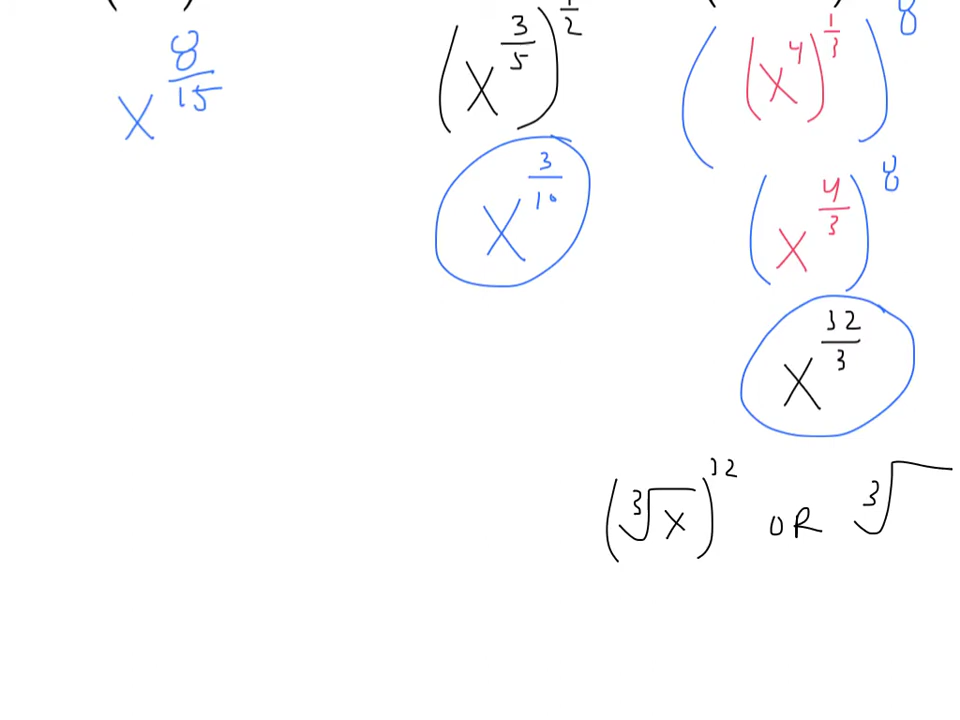 x^(8/15)
(x^(3/5))^(1/2)
x^(3/10)
((x^4)^(1/3))^8
(x^(4/3))^8
x^(32/3)
(∛x)^32 OR ∛